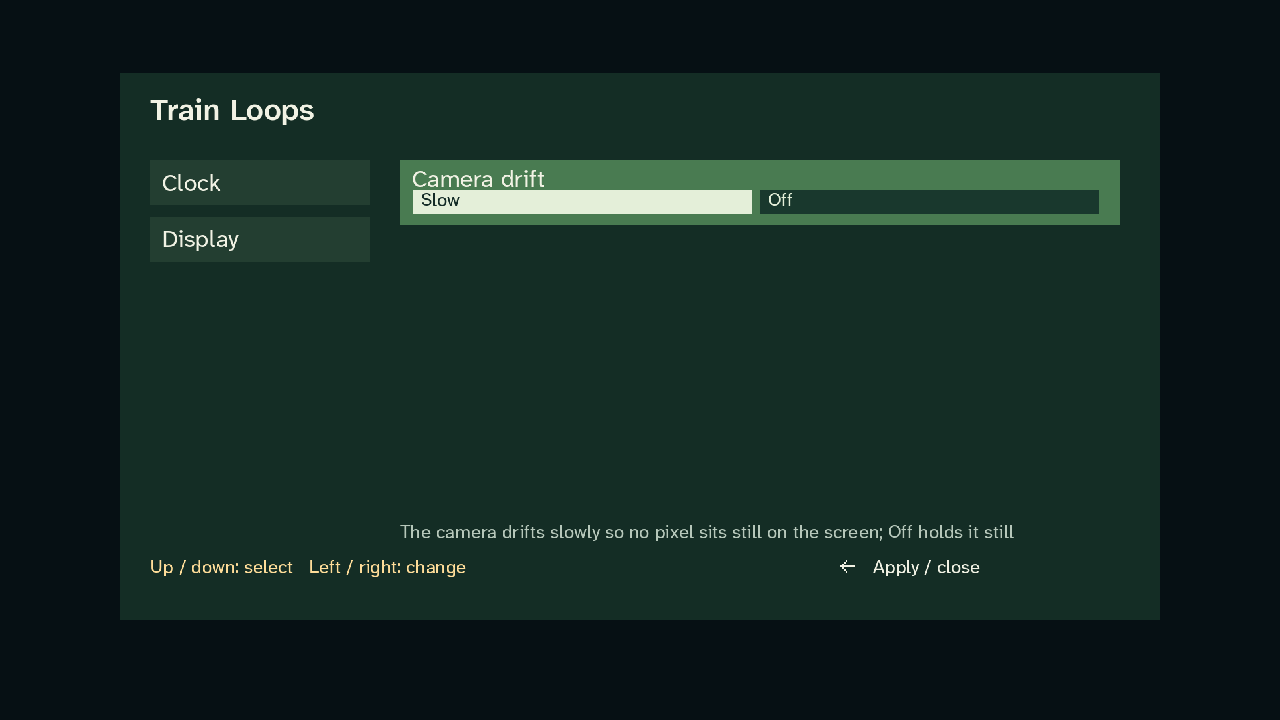 Train Loops
Clock
Display
Camera drift
Slow
Off
The camera drifts slowly so no pixel sits still on the screen; Off holds it still
Up / down: select Left / right: change
← Apply / close